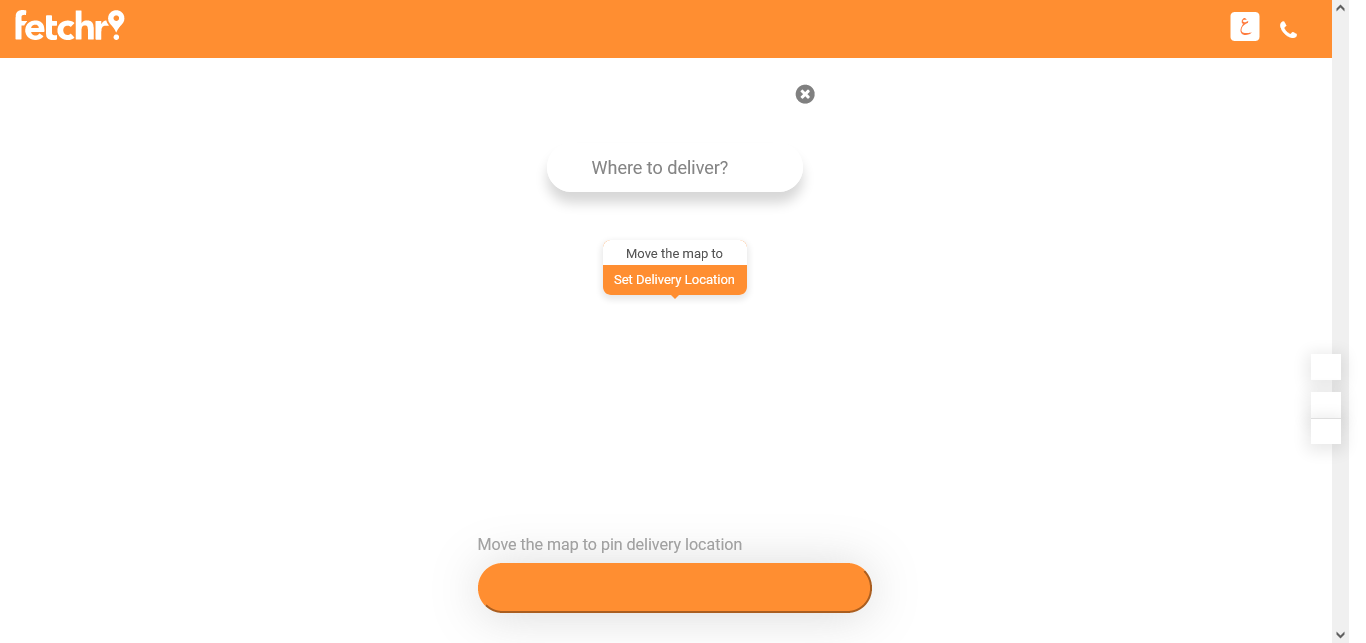 fetchr
ع
Where to deliver?
Move the map to
Set Delivery Location
Move the map to pin delivery location